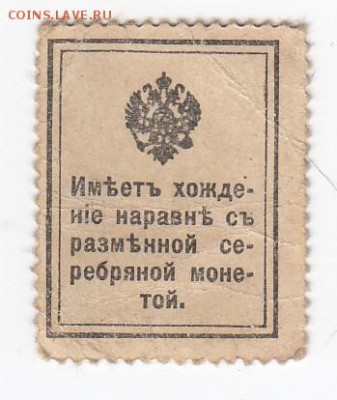 COINS.LAVE.RU
Имѣетъ хожде-
ніе наравнѣ съ
размѣнной се-
ребряной моне-
той.